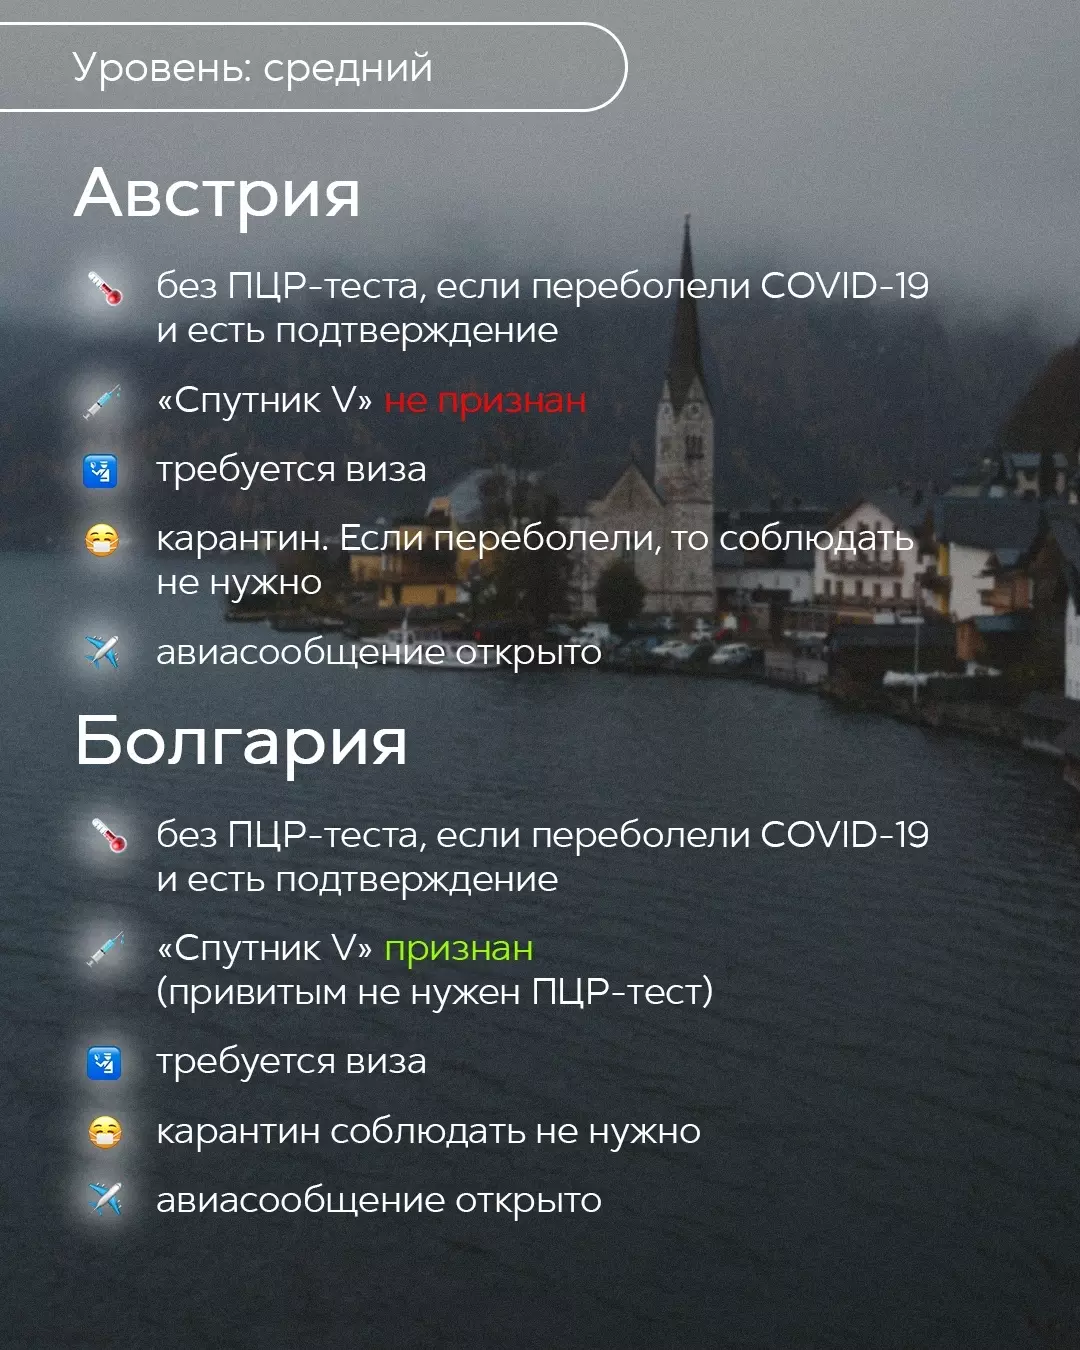 Уровень: средний
Австрия
без ПЦР-теста, если переболели COVID-19
и есть подтверждение
«Спутник V» не признан
требуется виза
карантин. Если переболели, то соблюдать
не нужно
авиасообщение открыто
Болгария
без ПЦР-теста, если переболели COVID-19
и есть подтверждение
«Спутник V» признан
(привитым не нужен ПЦР-тест)
требуется виза
карантин соблюдать не нужно
авиасообщение открыто